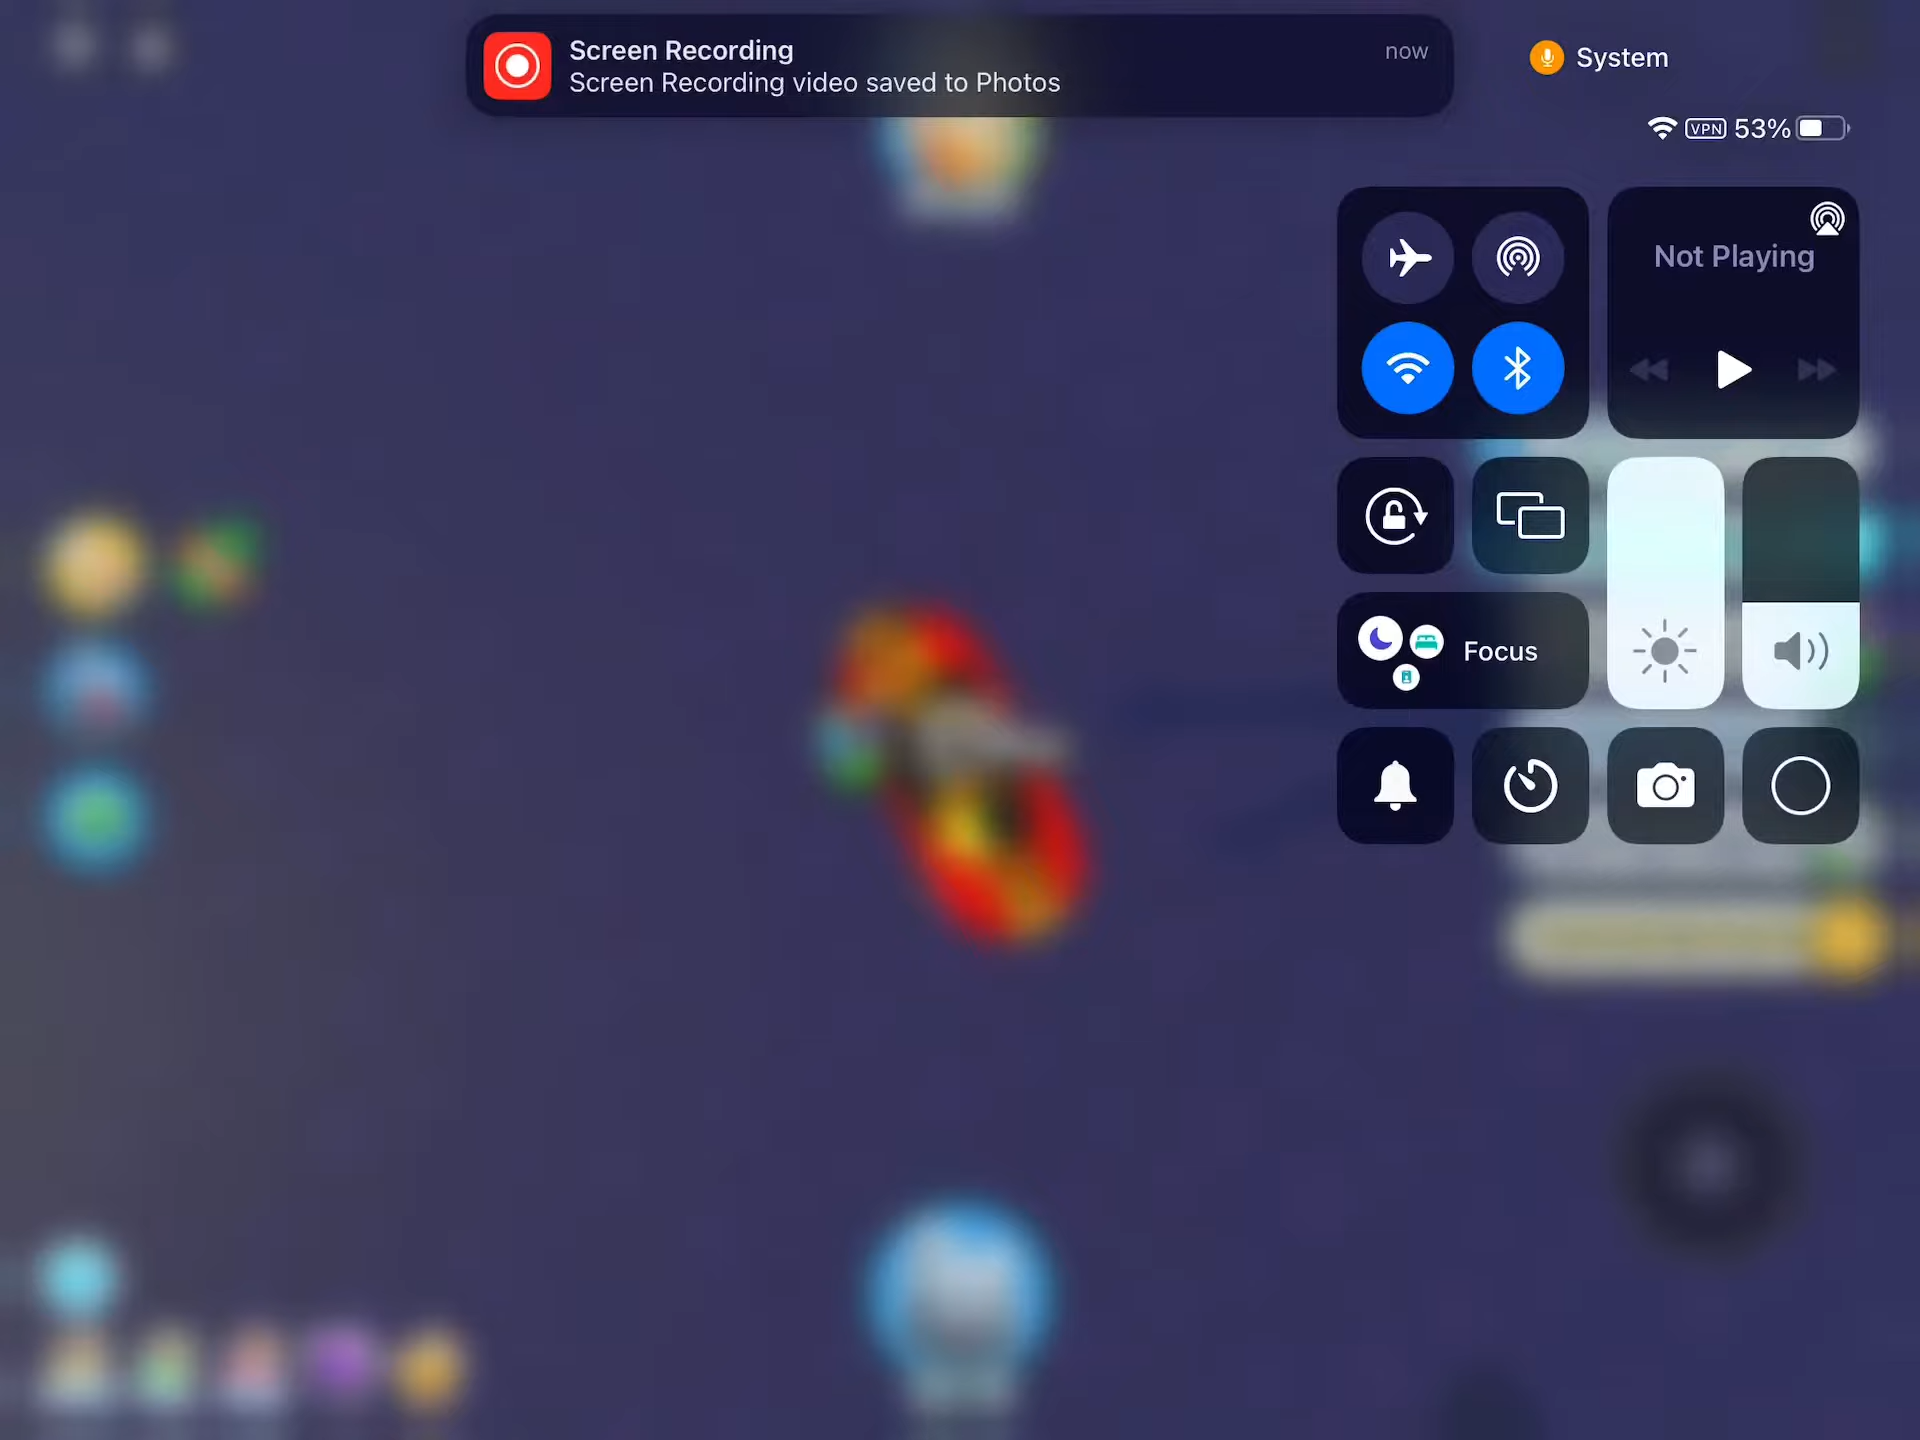 Screen Recording
now
Screen Recording video saved to Photos
System
VPN 53%
Not Playing
Focus